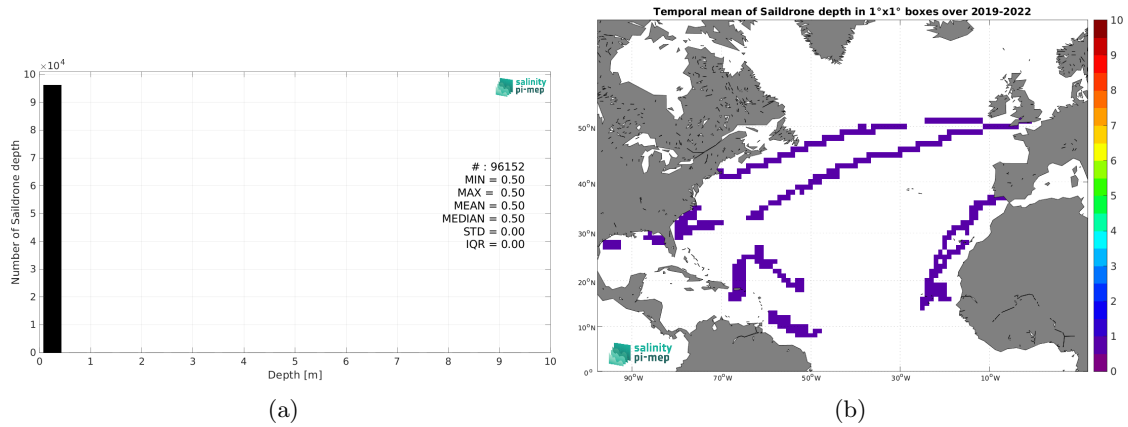 ×10⁴
10
9
8
7
6
5
4
3
2
1
0
Number of Saildrone depth
salinity
pi-mep
# : 96152
MIN = 0.50
MAX = 0.50
MEAN = 0.50
MEDIAN = 0.50
STD = 0.00
IQR = 0.00
0 1 2 3 4 5 6 7 8 9 10
Depth [m]
(a)
Temporal mean of Saildrone depth in 1°x1° boxes over 2019-2022
50°N
40°N
30°N
20°N
10°N
0°
90°W 70°W 50°W 30°W 10°W
salinity
pi-mep
10
9
8
7
6
5
4
3
2
1
0
(b)